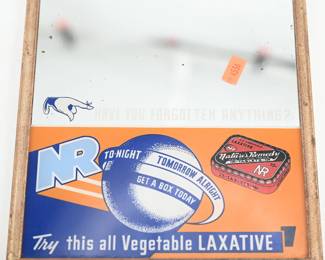 HAVE YOU FORGOTTEN ANYTHING?
NR
TO-NIGHT
TOMORROW ALRIGHT
GET A BOX TODAY
Nature's Remedy
NR
Try this all Vegetable LAXATIVE